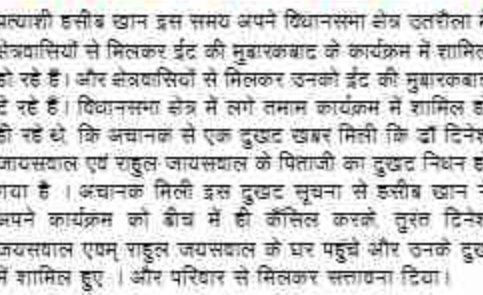 प्रत्याशी हसीब खान इस समय अपने विधानसभा क्षेत्र उतरौला में
क्षेत्रवासियों से मिलकर ईद की मुबारकबाद के कार्यक्रम में शामिल
हो रहे हैं। और क्षेत्रवासियों से मिलकर उनको ईद की मुबारकबाद
दे रहे हैं। विधानसभा क्षेत्र में लगे तमाम कार्यक्रम में शामिल हो
हो रहे थे कि अचानक से एक दुखद खबर मिली कि डॉ दिनेश
जायसवाल एवं राहुल जायसवाल के पिताजी का दुखद निधन हो
गया है । अचानक मिली इस दुखद सूचना से हसीब खान ने
अपने कार्यक्रम को बीच में ही कैंसिल करके तुरंत दिनेश
जयसवाल एवम् राहुल जयसवाल के घर पहुंचे और उनके दुख
में शामिल हुए । और परिवार से मिलकर सत्तावना दिया।